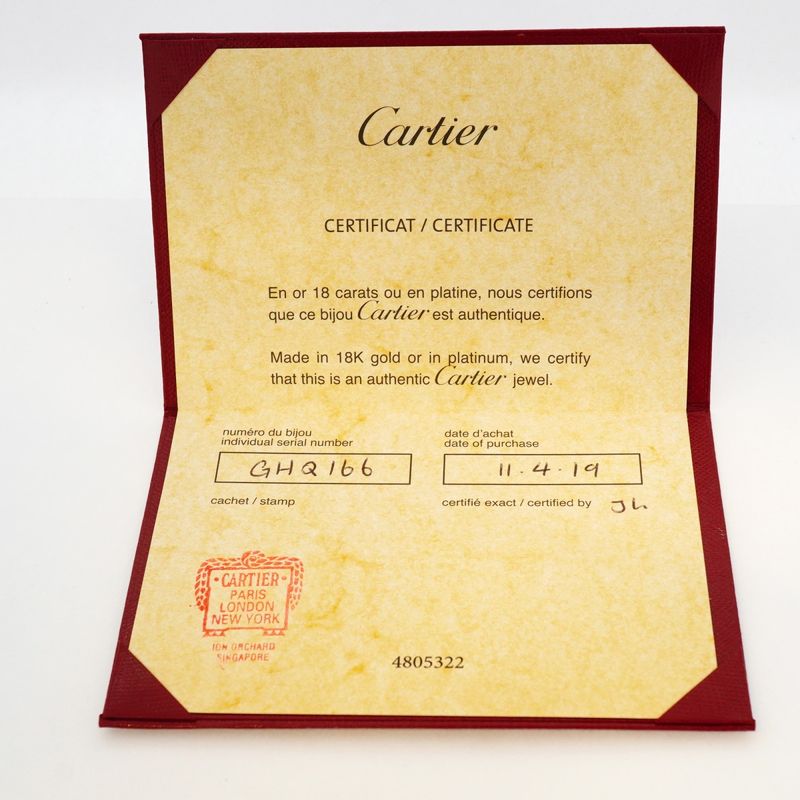 Cartier
CERTIFICAT / CERTIFICATE
En or 18 carats ou en platine, nous certifions
que ce bijou Cartier est authentique.
Made in 18K gold or in platinum, we certify
that this is an authentic Cartier jewel.
numéro du bijou
individual serial number
GHQ166
date d'achat
date of purchase
11.4.19
cachet / stamp
certifié exact / certified by JL
CARTIER
PARIS
LONDON
NEW YORK
ION ORCHARD
SINGAPORE
4805322